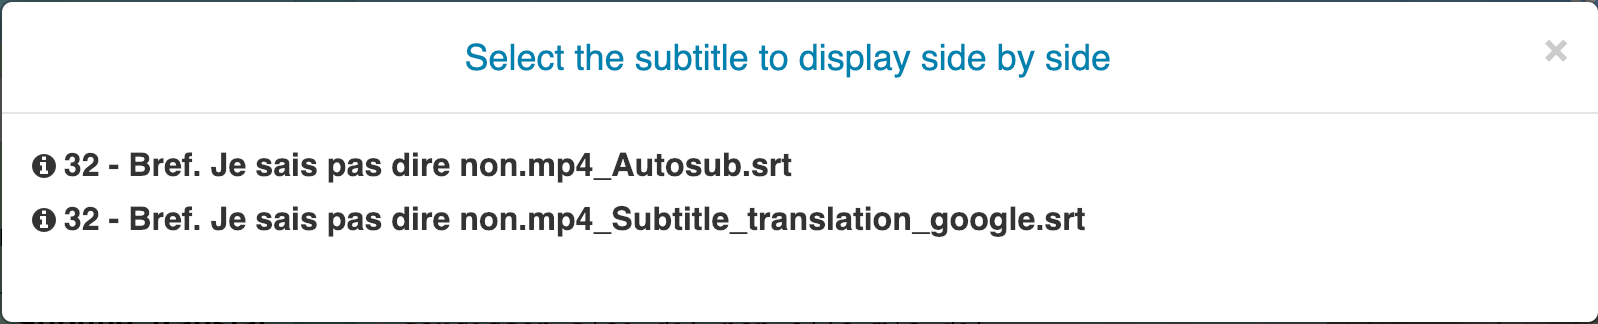 Select the subtitle to display side by side
×
32 - Bref. Je sais pas dire non.mp4_Autosub.srt
32 - Bref. Je sais pas dire non.mp4_Subtitle_translation_google.srt